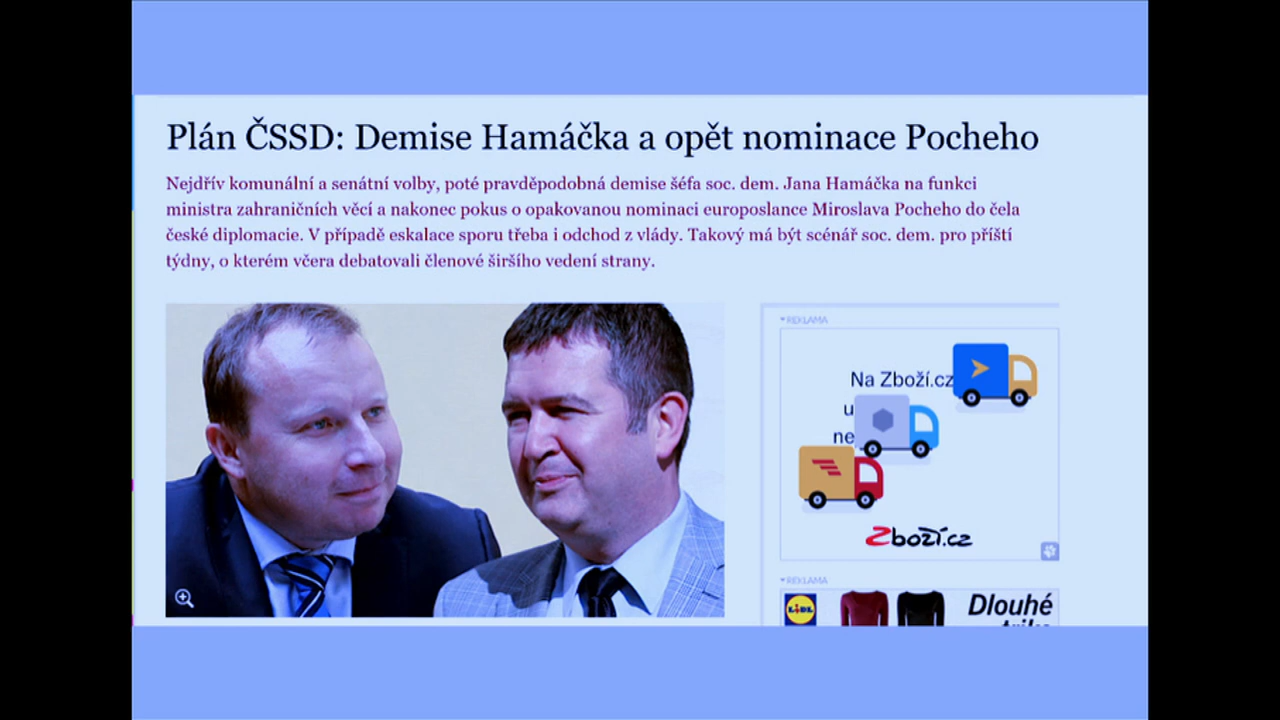 Plán ČSSD: Demise Hamáčka a opět nominace Pocheho
Nejdřív komunální a senátní volby, poté pravděpodobná demise šéfa soc. dem. Jana Hamáčka na funkci
ministra zahraničních věcí a nakonec pokus o opakovanou nominaci europoslance Miroslava Pocheho do čela
české diplomacie. V případě eskalace sporu třeba i odchod z vlády. Takový má být scénář soc. dem. pro příští
týdny, o kterém včera debatovali členové širšího vedení strany.
REKLAMA
Na Zboží.cz
u
ne
Zboží.cz
REKLAMA
LIDL
Dlouhé